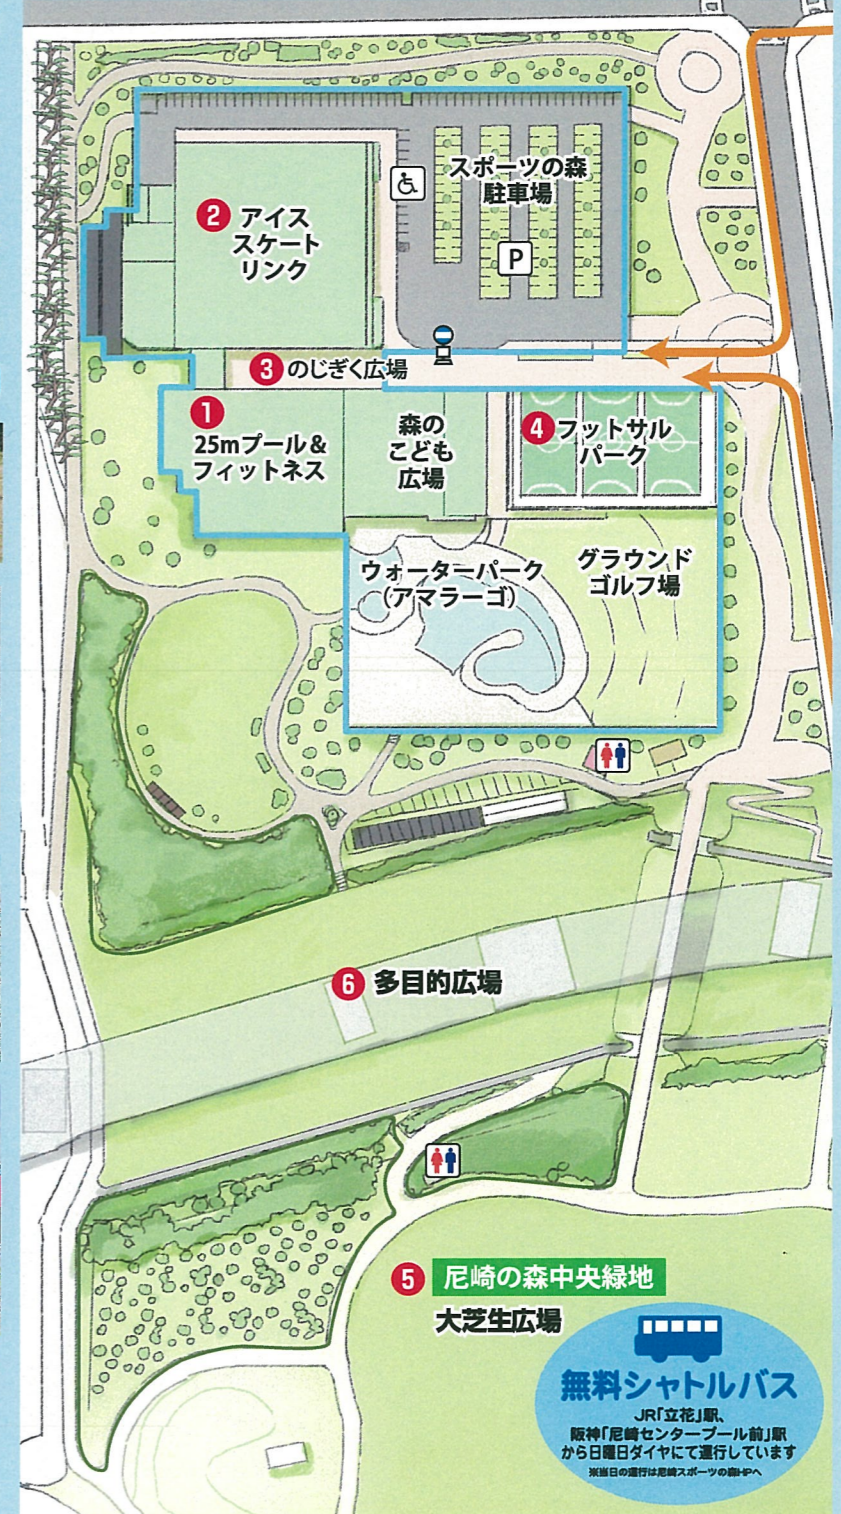 スポーツの森
駐車場
P
2 アイス
スケート
リンク
3 のじぎく広場
1
25mプール＆
フィットネス
森の
こども
広場
4 フットサル
パーク
ウォーターパーク
（アマラーゴ）
グラウンド
ゴルフ場
6 多目的広場
5 尼崎の森中央緑地
大芝生広場
無料シャトルバス
JR「立花」駅、
阪神「尼崎センタープール前」駅
から日曜日ダイヤにて運行しています
※当日の運行は尼崎スポーツの森HPへ